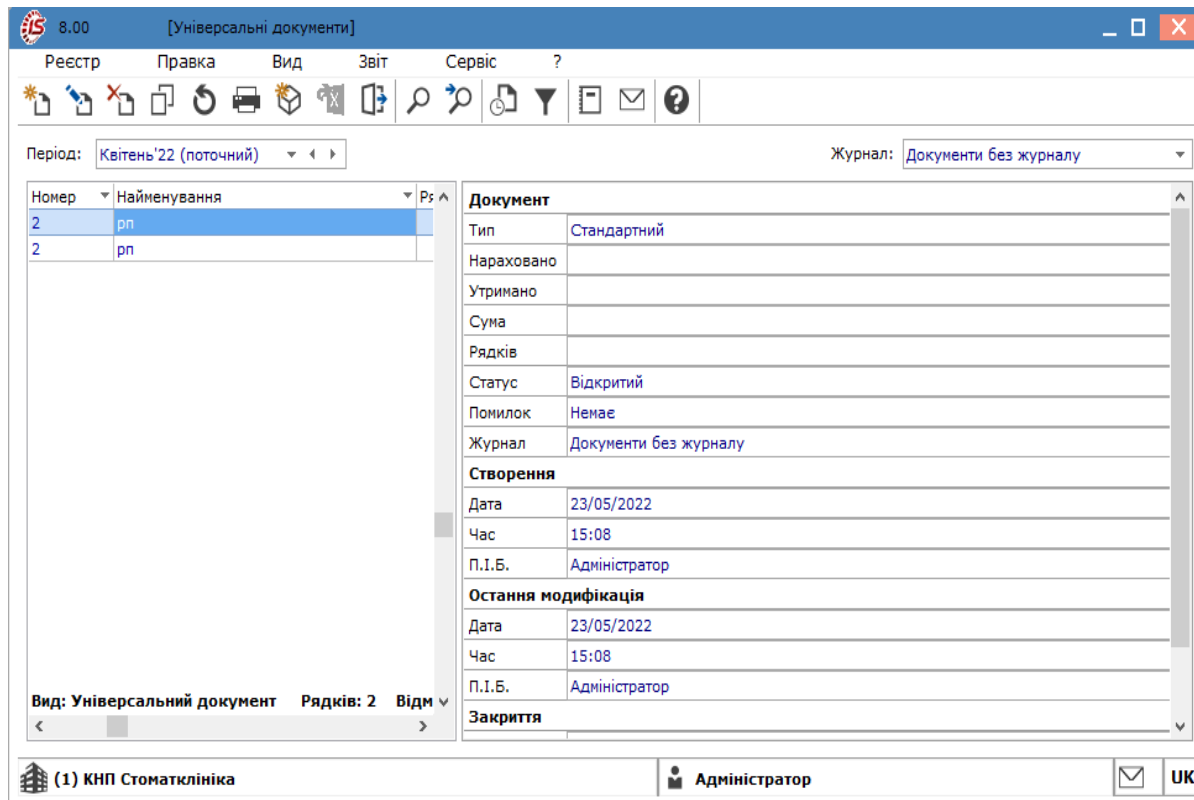 8.00 [Універсальні документи]
Реєстр Правка Вид Звіт Сервіс ?
Період: Квітень'22 (поточний) Журнал: Документи без журналу
Номер Найменування
2 рп
2 рп
Вид: Універсальний документ Рядків: 2 Відм
Документ
Тип Стандартний
Нараховано
Утримано
Сума
Рядків
Статус Відкритий
Помилок Немає
Журнал Документи без журналу
Створення
Дата 23/05/2022
Час 15:08
П.І.Б. Адміністратор
Остання модифікація
Дата 23/05/2022
Час 15:08
П.І.Б. Адміністратор
Закриття
(1) КНП Стоматклініка Адміністратор UK